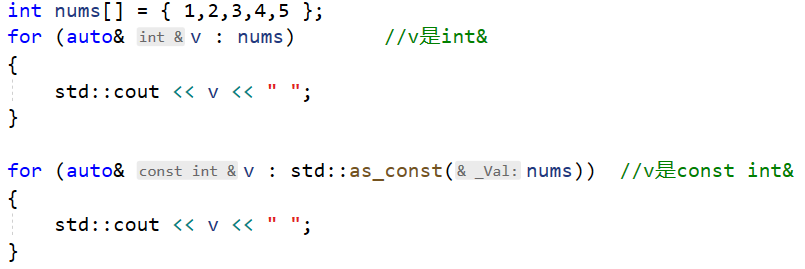 int nums[] = { 1,2,3,4,5 };
for (auto& int & v : nums) //v是int&
{
std::cout << v << " ";
}
for (auto& const int & v : std::as_const(& _Val: nums)) //v是const int&
{
std::cout << v << " ";
}